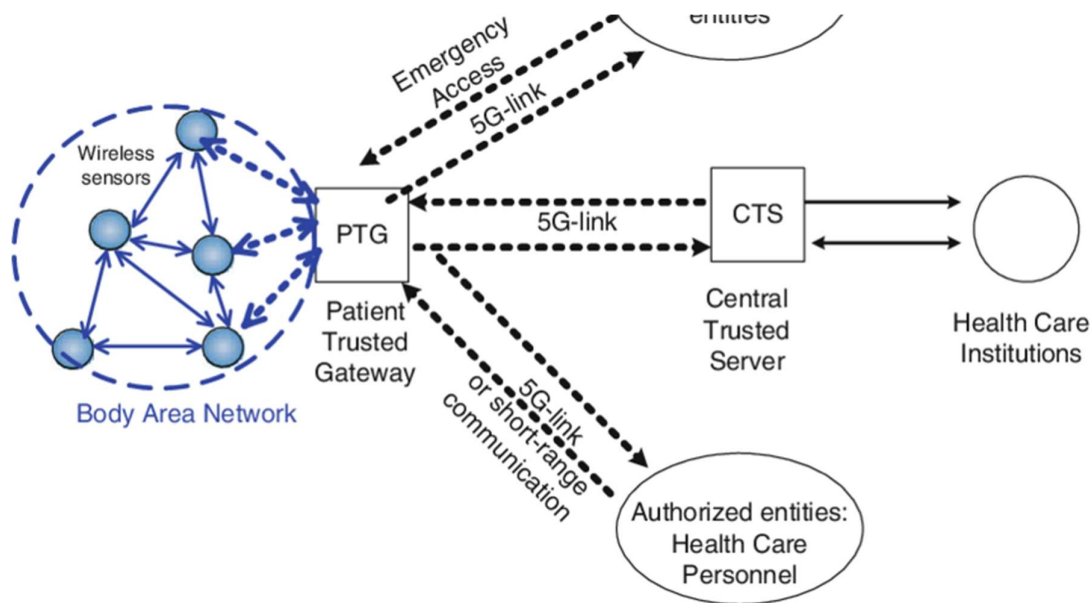 entities
Emergency
Access
5G-link
Wireless
sensors
PTG
5G-link
CTS
Patient
Trusted
Gateway
Central
Trusted
Server
Health Care
Institutions
Body Area Network
5G-link
or short-range
communication
Authorized entities:
Health Care
Personnel